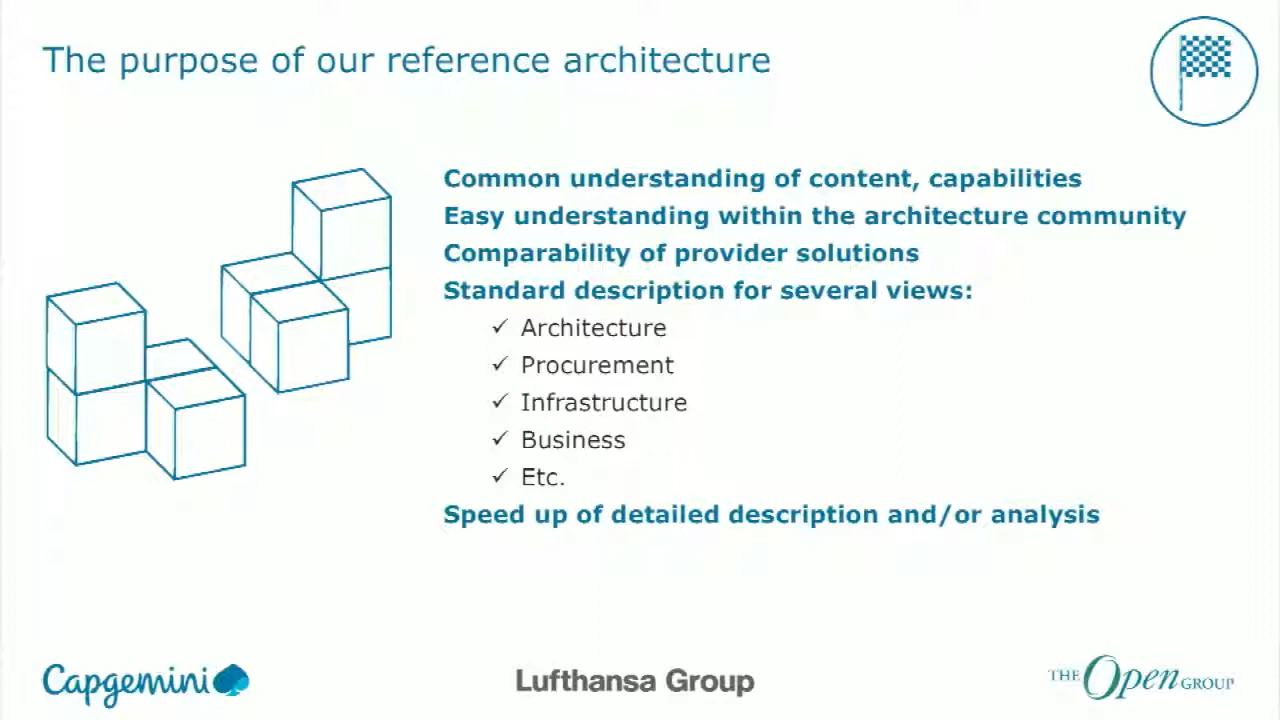 The purpose of our reference architecture
Common understanding of content, capabilities
Easy understanding within the architecture community
Comparability of provider solutions
Standard description for several views:
✓ Architecture
✓ Procurement
✓ Infrastructure
✓ Business
✓ Etc.
Speed up of detailed description and/or analysis
Capgemini
Lufthansa Group
THE Open GROUP